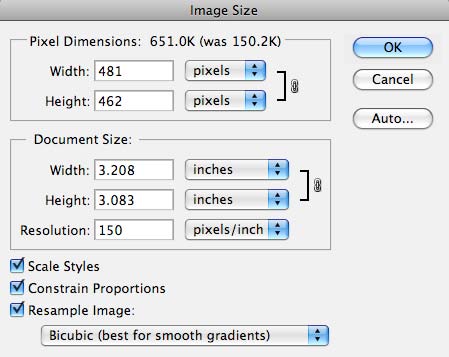 Image Size
Pixel Dimensions: 651.0K (was 150.2K)
Width: 481 pixels
Height: 462 pixels
OK
Cancel
Auto...
Document Size:
Width: 3.208 inches
Height: 3.083 inches
Resolution: 150 pixels/inch
Scale Styles
Constrain Proportions
Resample Image:
Bicubic (best for smooth gradients)